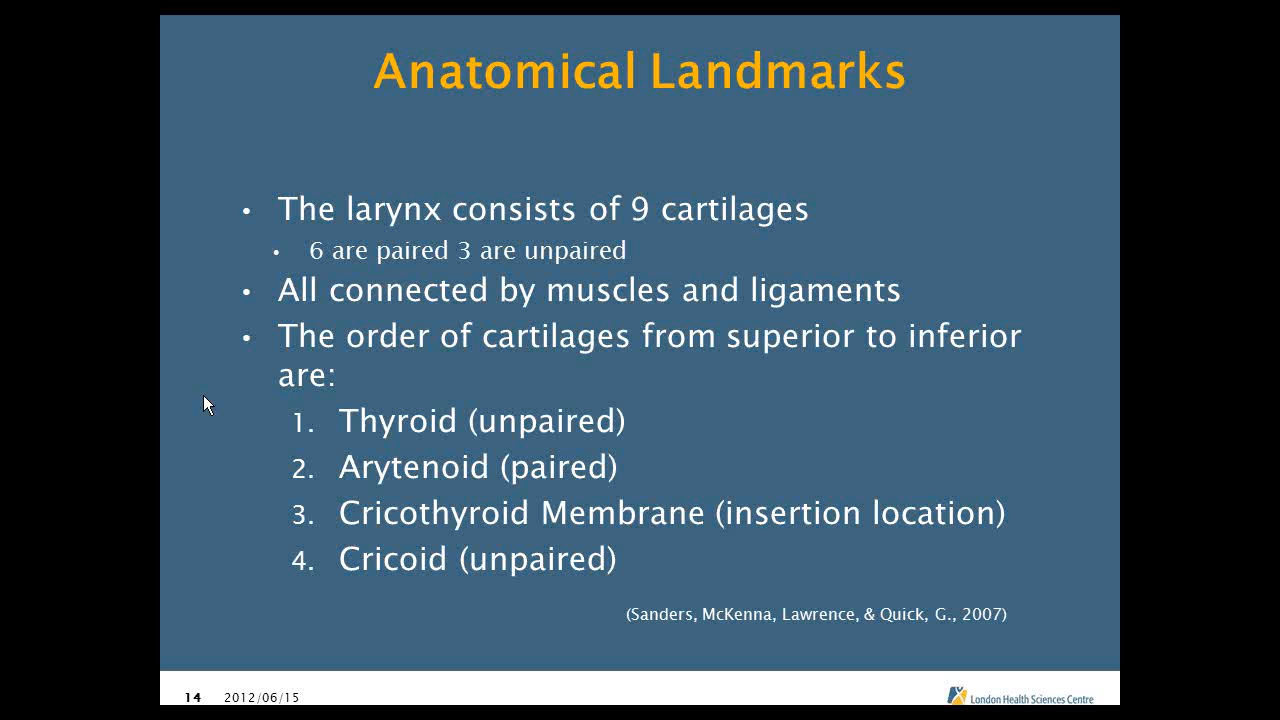 Anatomical Landmarks
• The larynx consists of 9 cartilages
• 6 are paired 3 are unpaired
• All connected by muscles and ligaments
• The order of cartilages from superior to inferior
are:
1. Thyroid (unpaired)
2. Arytenoid (paired)
3. Cricothyroid Membrane (insertion location)
4. Cricoid (unpaired)
(Sanders, McKenna, Lawrence, & Quick, G., 2007)
14 2012/06/15
London Health Sciences Centre